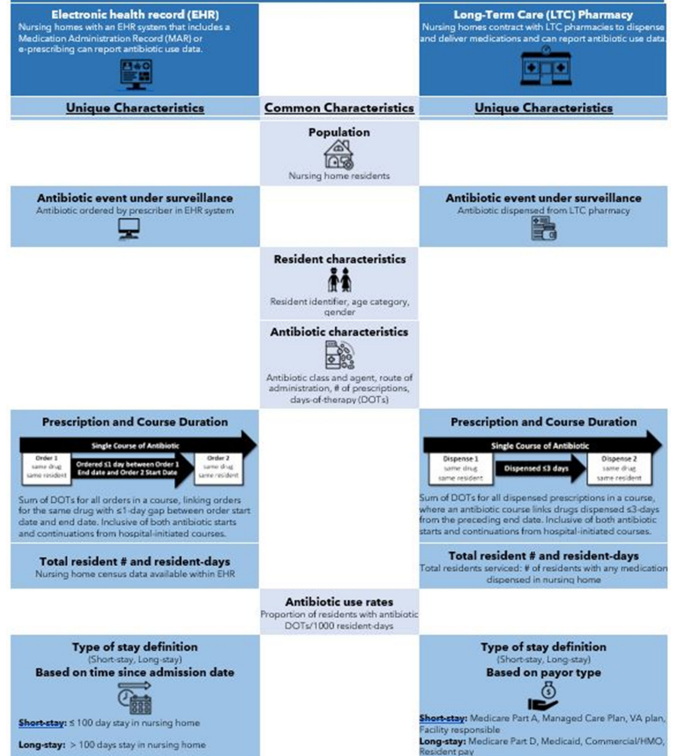 Electronic health record (EHR)
Nursing homes with an EHR system that includes a
Medication Administration Record (MAR) or
e-prescribing can report antibiotic use data.
Long-Term Care (LTC) Pharmacy
Nursing homes contract with LTC pharmacies to dispense
and deliver medications and can report antibiotic use data.
Unique Characteristics
Common Characteristics
Unique Characteristics
Population
Nursing home residents
Antibiotic event under surveillance
Antibiotic ordered by prescriber in EHR system
Antibiotic event under surveillance
Antibiotic dispensed from LTC pharmacy
Resident characteristics
Resident identifier, age category,
gender
Antibiotic characteristics
Antibiotic class and agent, route of
administration, # of prescriptions,
days-of-therapy (DOTs)
Prescription and Course Duration
Single Course of Antibiotic
Order 1
same drug
same resident
Ordered ≤1 day between Order 1
End date and Order 2 Start Date
Order 2
same drug
same resident
Sum of DOTs for all orders in a course, linking orders
for the same drug with ≤1-day gap between order start
date and end date. Inclusive of both antibiotic starts
and continuations from hospital-initiated courses.
Prescription and Course Duration
Single Course of Antibiotic
Dispense 1
same drug
same resident
Dispensed ≤3 days
Dispense 2
same drug
same resident
Sum of DOTs for all dispensed prescriptions in a course,
where an antibiotic course links drugs dispensed ≤3-days
from the preceding end date. Inclusive of both antibiotic
starts and continuations from hospital-initiated courses.
Total resident # and resident-days
Nursing home census data available within EHR
Total resident # and resident-days
Total residents serviced: # of residents with any medication
dispensed in nursing home
Antibiotic use rates
Proportion of residents with antibiotic
DOTs/1000 resident-days
Type of stay definition
(Short-stay, Long-stay)
Based on time since admission date
Short-stay: ≤ 100 day stay in nursing home
Long-stay: > 100 days stay in nursing home
Type of stay definition
(Short-stay, Long-stay)
Based on payor type
Short-stay: Medicare Part A, Managed Care Plan, VA plan,
Facility responsible
Long-stay: Medicare Part D, Medicaid, Commercial/HMO,
Resident pay